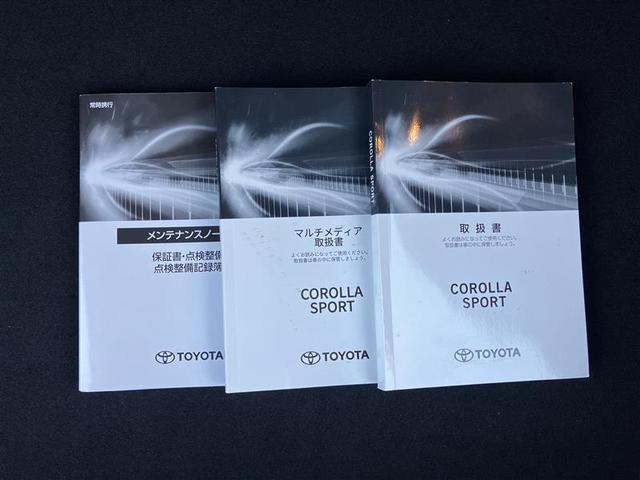 常時携行
メンテナンスノー
保証書・点検整備
点検整備記録簿
TOYOTA
マルチメディア
取扱書
よくお読みになってご使用ください。
取扱書は車の中に保管しましょう。
COROLLA
SPORT
TOYOTA
COROLLA SPORT
取扱書
よくお読みになってご使用ください。
取扱書は車の中に保管しましょう。
COROLLA
SPORT
TOYOTA